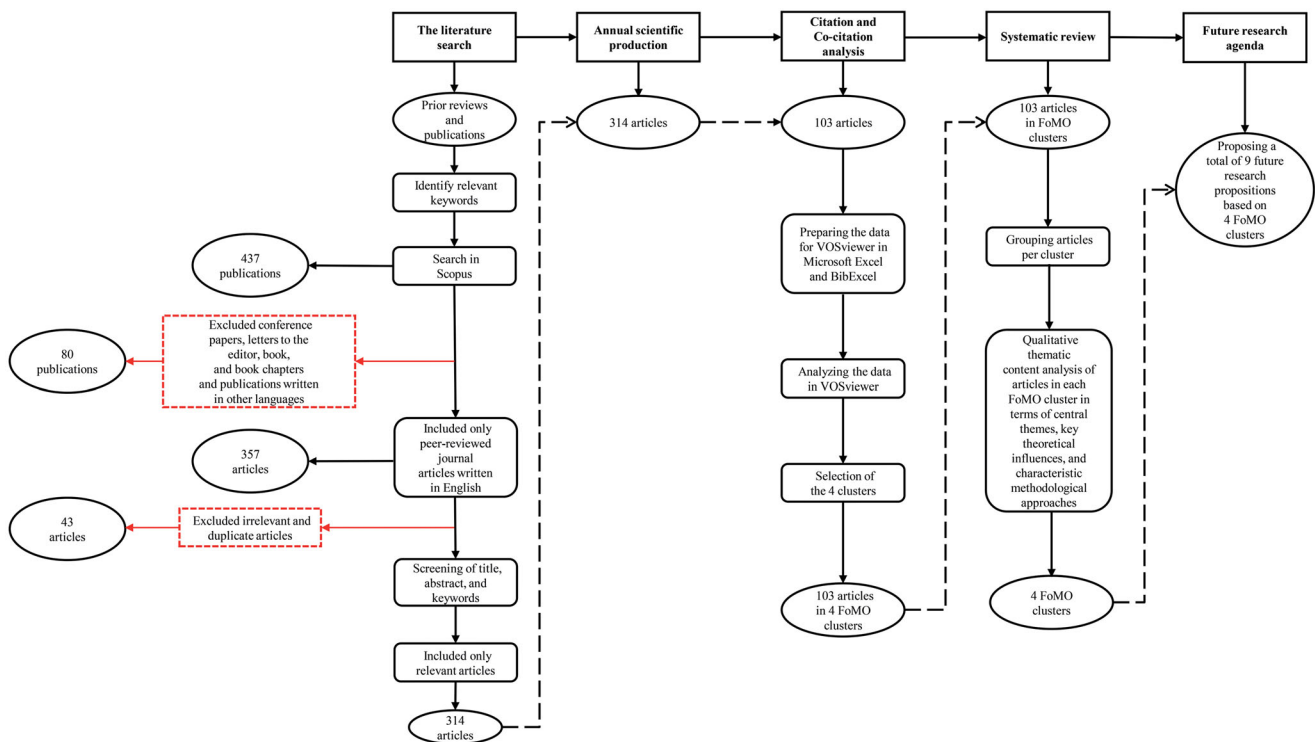 The literature
search
Annual scientific
production
Citation and
Co-citation
analysis
Systematic review
Future research
agenda
Prior reviews
and
publications
Identify relevant
keywords
Search in
Scopus
437
publications
Excluded conference
papers, letters to the
editor, book,
and book chapters
and publications written
in other languages
80
publications
Included only
peer-reviewed
journal
articles written
in English
357
articles
Excluded irrelevant and
duplicate articles
43
articles
Screening of title,
abstract, and
keywords
Included only
relevant articles
314
articles
314 articles
103 articles
Preparing the data
for VOSviewer in
Microsoft Excel
and BibExcel
Analyzing the data
in VOSviewer
Selection of
the 4 clusters
103 articles
in 4 FoMO
clusters
103 articles
in FoMO
clusters
Grouping articles
per cluster
Qualitative
thematic
content analysis of
articles in each
FoMO cluster in
terms of central
themes, key
theoretical
influences, and
characteristic
methodological
approaches
4 FoMO
clusters
Proposing a
total of 9 future
research
propositions
based on
4 FoMO
clusters